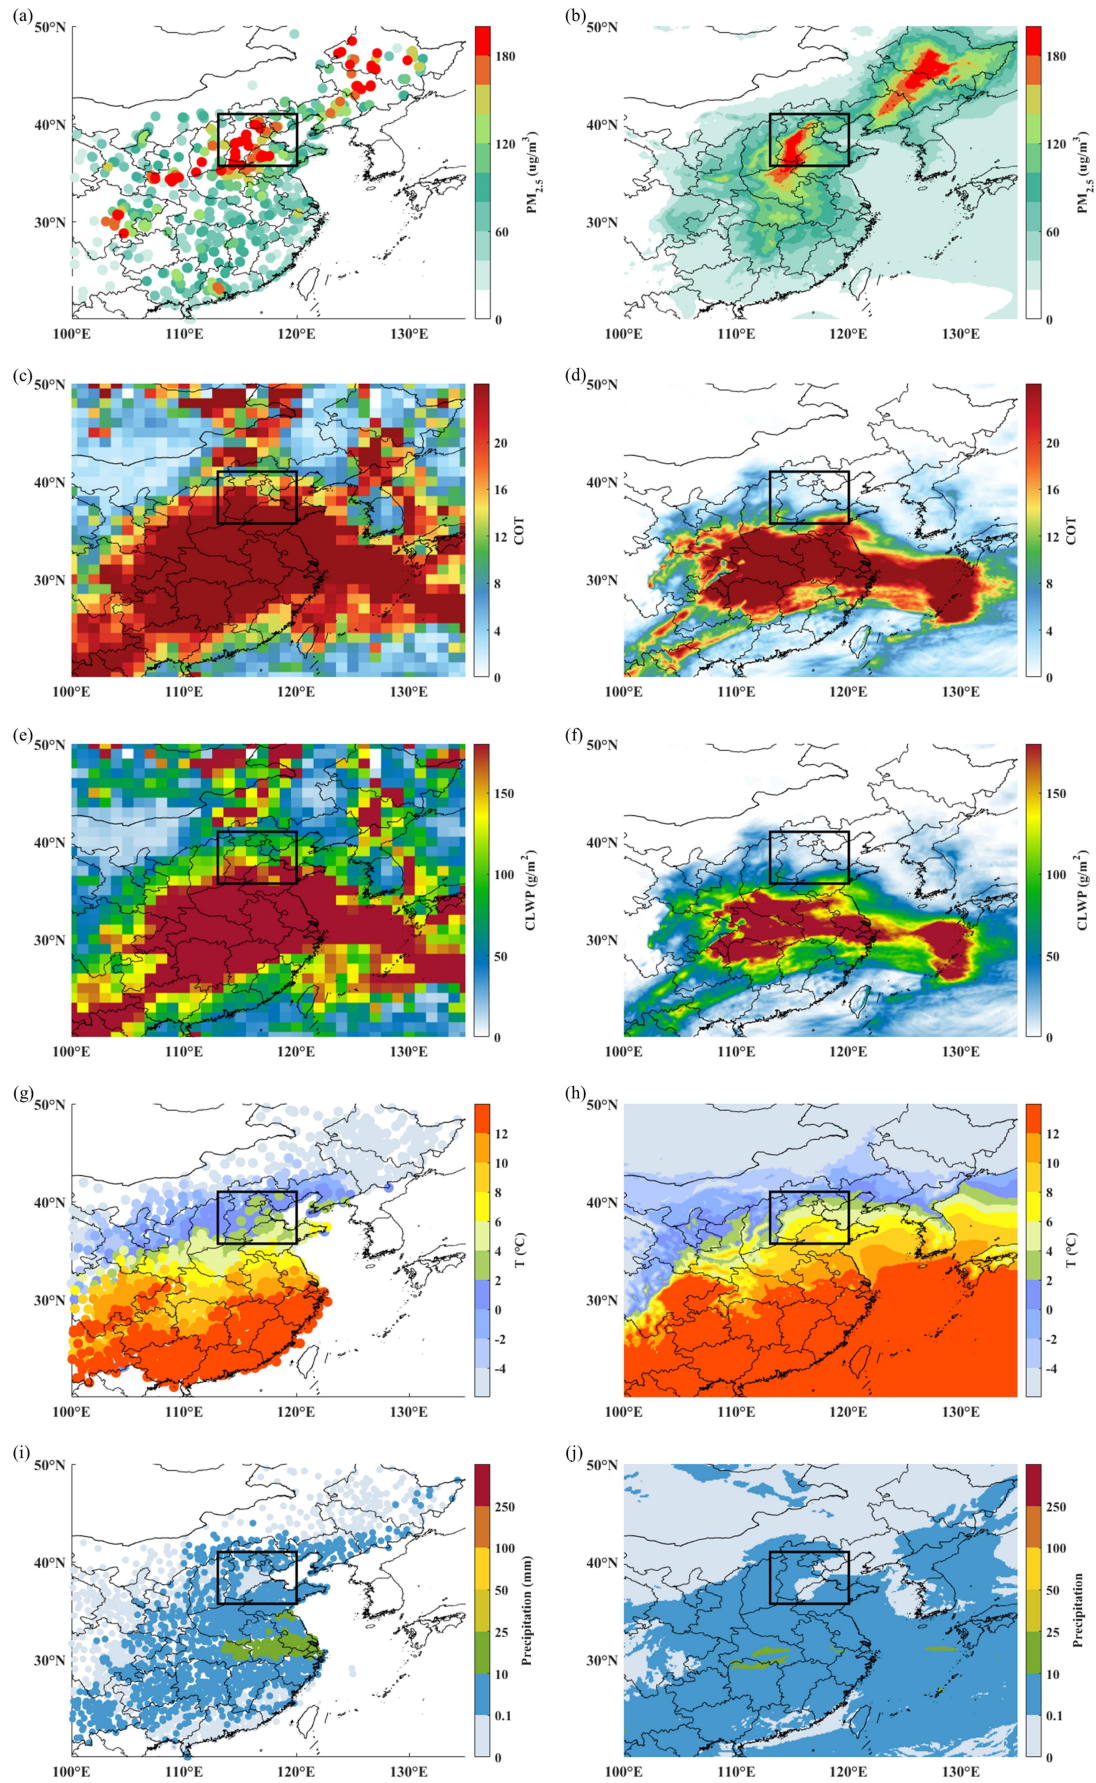 (a)
50°N
40°N
30°N
100°E 110°E 120°E 130°E
180
120
60
0
PM2.5 (ug/m3)
(b)
50°N
40°N
30°N
100°E 110°E 120°E 130°E
180
120
60
0
PM2.5 (ug/m3)
(c)
50°N
40°N
30°N
100°E 110°E 120°E 130°E
20
16
12
8
4
0
COT
(d)
50°N
40°N
30°N
100°E 110°E 120°E 130°E
20
16
12
8
4
0
COT
(e)
50°N
40°N
30°N
100°E 110°E 120°E 130°E
150
100
50
0
CLWP (g/m2)
(f)
50°N
40°N
30°N
100°E 110°E 120°E 130°E
150
100
50
0
CLWP (g/m2)
(g)
50°N
40°N
30°N
100°E 110°E 120°E 130°E
12
10
8
6
4
2
0
-2
-4
T (°C)
(h)
50°N
40°N
30°N
100°E 110°E 120°E 130°E
12
10
8
6
4
2
0
-2
-4
T (°C)
(i)
50°N
40°N
30°N
100°E 110°E 120°E 130°E
250
100
50
25
10
0.1
0
Precipitation (mm)
(j)
50°N
40°N
30°N
100°E 110°E 120°E 130°E
250
100
50
25
10
0.1
0
Precipitation